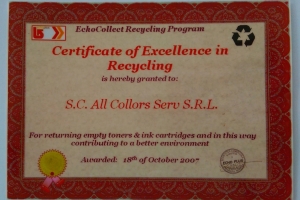 EckoCollect Recycling Program
Certificate of Excellence in
Recycling
is hereby granted to:
S.C. All Collors Serv S.R.L.
For returning empty toners & ink cartridges and in this way
contributing to a better environment
Awarded: 18th of October 2007